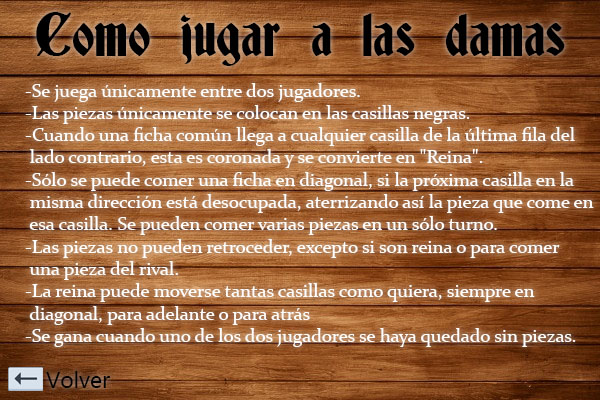 Como jugar a las damas
-Se juega únicamente entre dos jugadores.
-Las piezas únicamente se colocan en las casillas negras.
-Cuando una ficha común llega a cualquier casilla de la última fila del
lado contrario, esta es coronada y se convierte en "Reina".
-Sólo se puede comer una ficha en diagonal, si la próxima casilla en la
misma dirección está desocupada, aterrizando así la pieza que come en
esa casilla. Se pueden comer varias piezas en un sólo turno.
-Las piezas no pueden retroceder, excepto si son reina o para comer
una pieza del rival.
-La reina puede moverse tantas casillas como quiera, siempre en
diagonal, para adelante o para atrás
-Se gana cuando uno de los dos jugadores se haya quedado sin piezas.
Volver